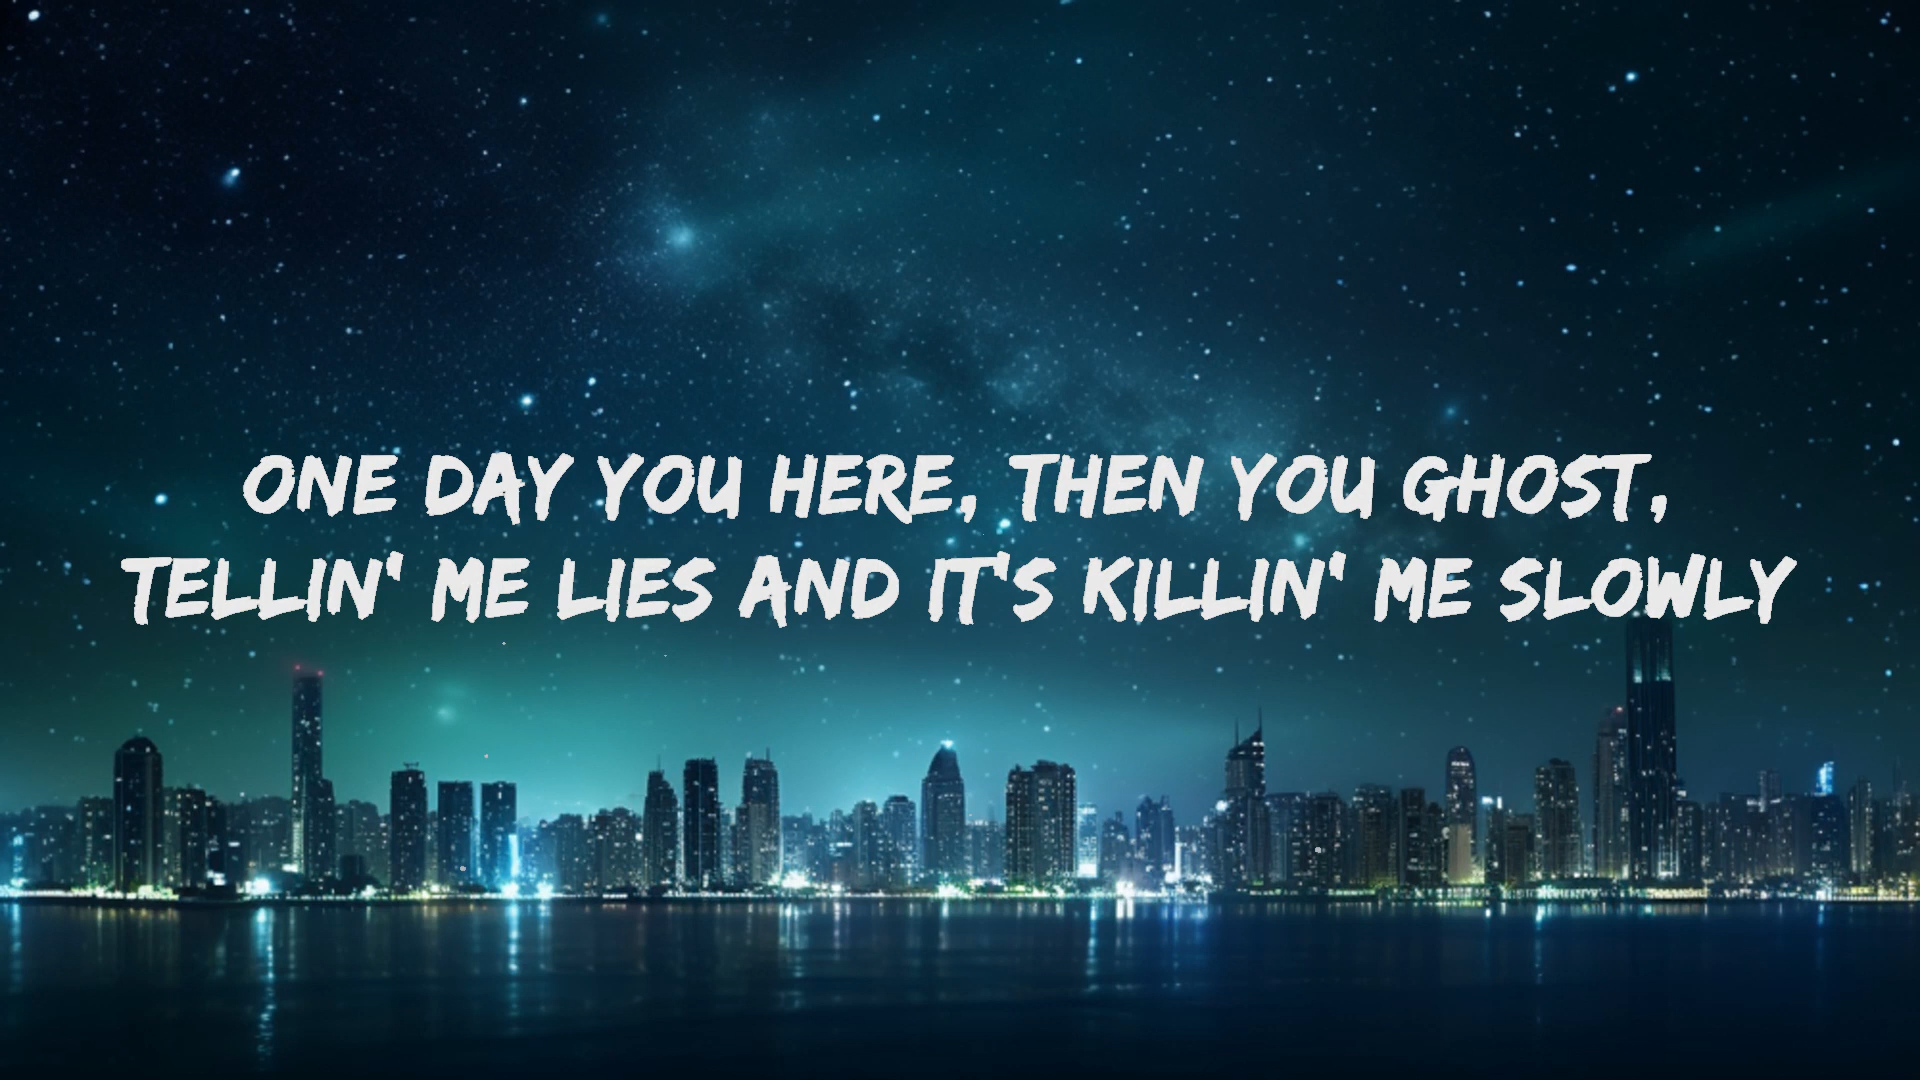 ONE DAY YOU HERE, THEN YOU GHOST,
TELLIN' ME LIES AND IT'S KILLIN' ME SLOWLY